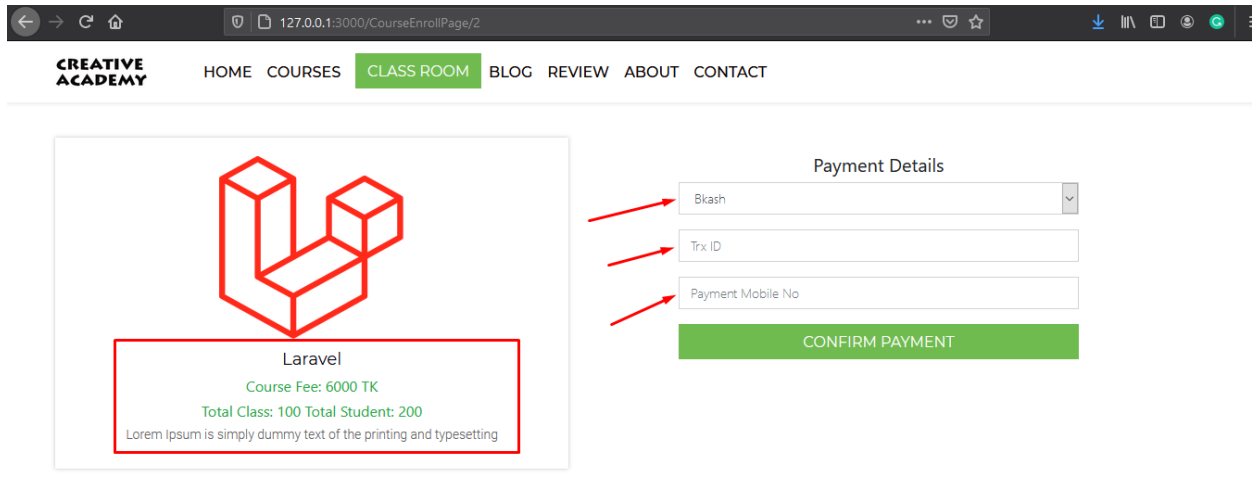 127.0.0.1:3000/CourseEnrollPage/2
CREATIVE
ACADEMY
HOME COURSES CLASS ROOM BLOG REVIEW ABOUT CONTACT
Laravel
Course Fee: 6000 TK
Total Class: 100 Total Student: 200
Lorem Ipsum is simply dummy text of the printing and typesetting
Payment Details
Bkash
Trx ID
Payment Mobile No
CONFIRM PAYMENT